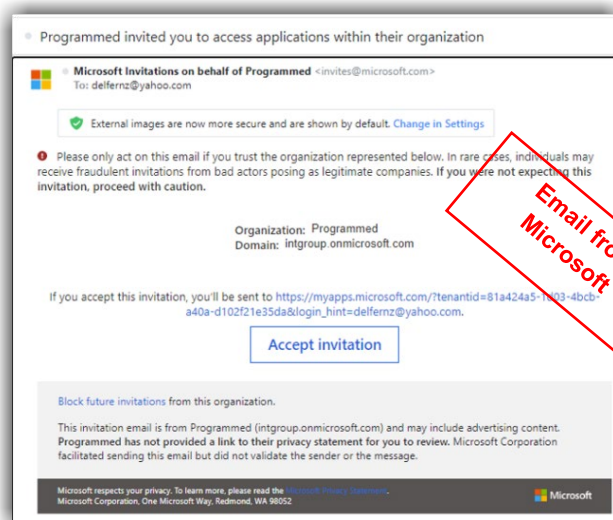 Programmed invited you to access applications within their organization
Microsoft Invitations on behalf of Programmed <invites@microsoft.com>
To: delfernz@yahoo.com
External images are now more secure and are shown by default. Change in Settings
Please only act on this email if you trust the organization represented below. In rare cases, individuals may
receive fraudulent invitations from bad actors posing as legitimate companies. If you were not expecting this
invitation, proceed with caution.
Email from
Microsoft
Organization: Programmed
Domain: intgroup.onmicrosoft.com
If you accept this invitation, you'll be sent to https://myapps.microsoft.com/?tenantid=81a424a5-1d03-4bcb-
a40a-d102f21e35da&login_hint=delfernz@yahoo.com.
Accept invitation
Block future invitations from this organization.
This invitation email is from Programmed (intgroup.onmicrosoft.com) and may include advertising content.
Programmed has not provided a link to their privacy statement for you to review. Microsoft Corporation
facilitated sending this email but did not validate the sender or the message.
Microsoft respects your privacy. To learn more, please read the Microsoft Privacy Statement.
Microsoft Corporation, One Microsoft Way, Redmond, WA 98052
Microsoft